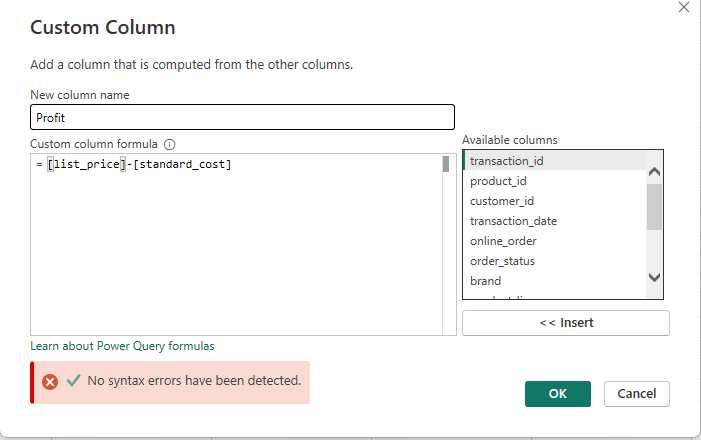 Custom Column
Add a column that is computed from the other columns.
New column name
Profit
Custom column formula
Available columns
= [list_price]-[standard_cost]
transaction_id
product_id
customer_id
transaction_date
online_order
order_status
brand
<< Insert
Learn about Power Query formulas
No syntax errors have been detected.
OK
Cancel